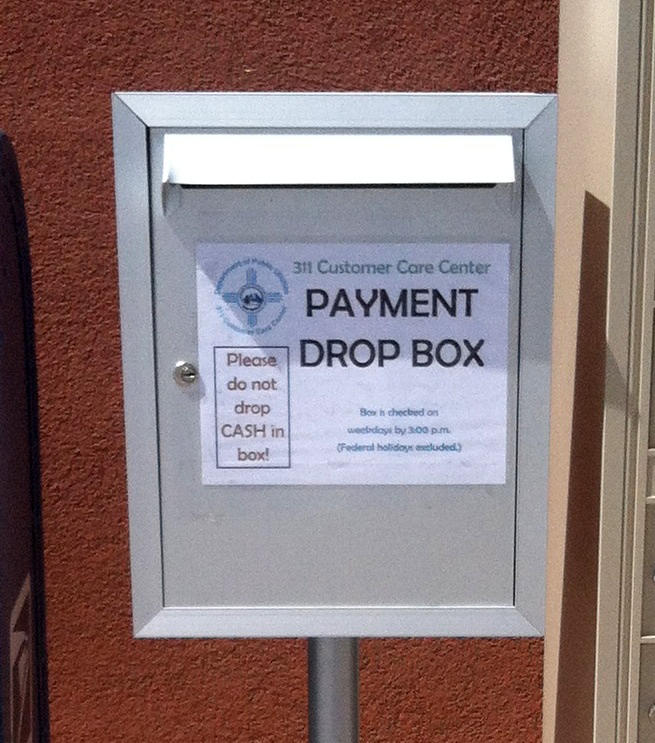 311 Customer Care Center
PAYMENT
DROP BOX
Please
do not
drop
CASH in
box!
Box is checked on
weekdays by 3:00 p.m.
(Federal holidays excluded.)